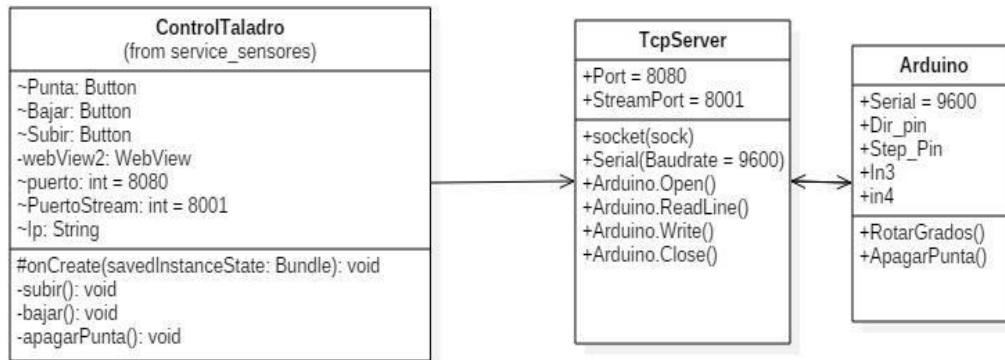 ControlTaladro
(from service_sensores)
~Punta: Button
~Bajar: Button
~Subir: Button
-webView2: WebView
~puerto: int = 8080
~PuertoStream: int = 8001
~Ip: String
#onCreate(savedInstanceState: Bundle): void
-subir(): void
-bajar(): void
-apagarPunta(): void
TcpServer
+Port = 8080
+StreamPort = 8001
+socket(sock)
+Serial(Baudrate = 9600)
+Arduino.Open()
+Arduino.ReadLine()
+Arduino.Write()
+Arduino.Close()
Arduino
+Serial = 9600
+Dir_pin
+Step_Pin
+In3
+in4
+RotarGrados()
+ApagarPunta()